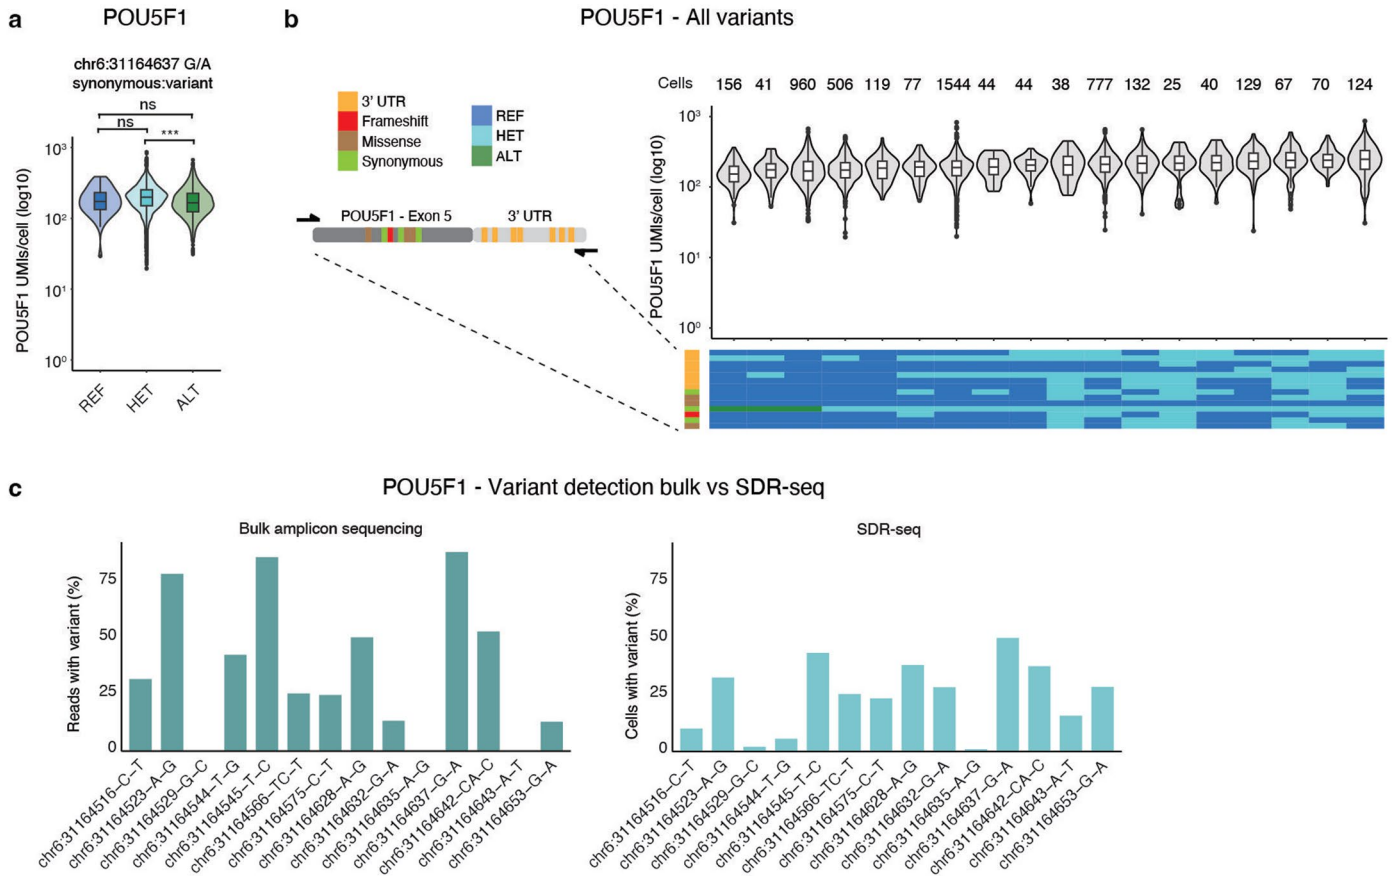 a
POU5F1
chr6:31164637 G/A
synonymous:variant
ns
ns
***
POU5F1 UMIs/cell (log10)
10³
10²
10¹
10⁰
REF
HET
ALT
b
POU5F1 - All variants
3' UTR
Frameshift
Missense
Synonymous
REF
HET
ALT
POU5F1 - Exon 5
3' UTR
Cells 156 41 960 506 119 77 1544 44 44 38 777 132 25 40 129 67 70 124
POU5F1 UMIs/cell (log10)
10³
10²
10¹
10⁰
c
POU5F1 - Variant detection bulk vs SDR-seq
Bulk amplicon sequencing
Reads with variant (%)
75
50
25
0
chr6:31164516–C–T
chr6:31164523–A–G
chr6:31164529–G–C
chr6:31164544–T–G
chr6:31164545–T–C
chr6:31164566–TC–T
chr6:31164575–C–T
chr6:31164628–A–G
chr6:31164632–G–A
chr6:31164635–A–G
chr6:31164637–G–A
chr6:31164642–CA–C
chr6:31164643–A–T
chr6:31164653–G–A
SDR-seq
Cells with variant (%)
75
50
25
0
chr6:31164516–C–T
chr6:31164523–A–G
chr6:31164529–G–C
chr6:31164544–T–G
chr6:31164545–T–C
chr6:31164566–TC–T
chr6:31164575–C–T
chr6:31164628–A–G
chr6:31164632–G–A
chr6:31164635–A–G
chr6:31164637–G–A
chr6:31164642–CA–C
chr6:31164643–A–T
chr6:31164653–G–A